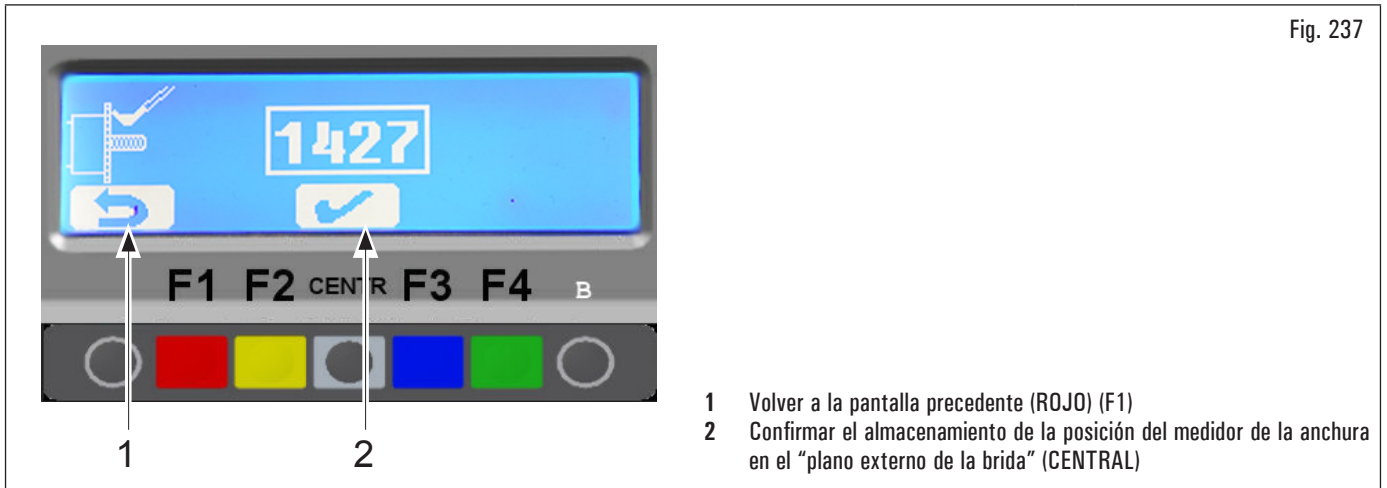 Fig. 237
1427
F1 F2 CENTR F3 F4 B
1 2
1 Volver a la pantalla precedente (ROJO) (F1)
2 Confirmar el almacenamiento de la posición del medidor de la anchura
en el “plano externo de la brida” (CENTRAL)